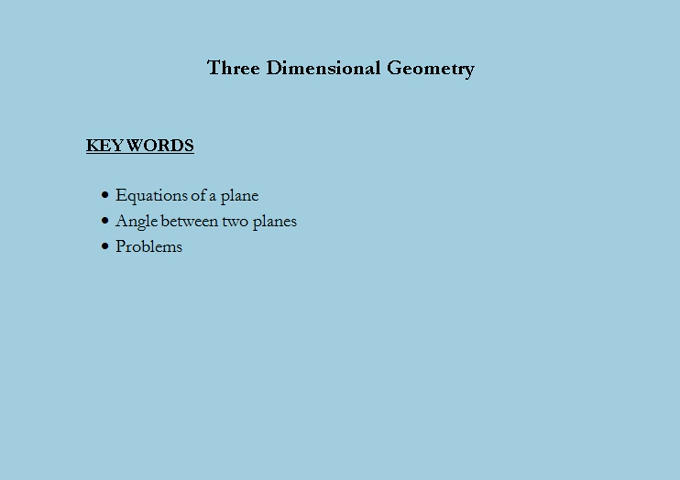 Three Dimensional Geometry
KEY WORDS
• Equations of a plane
• Angle between two planes
• Problems